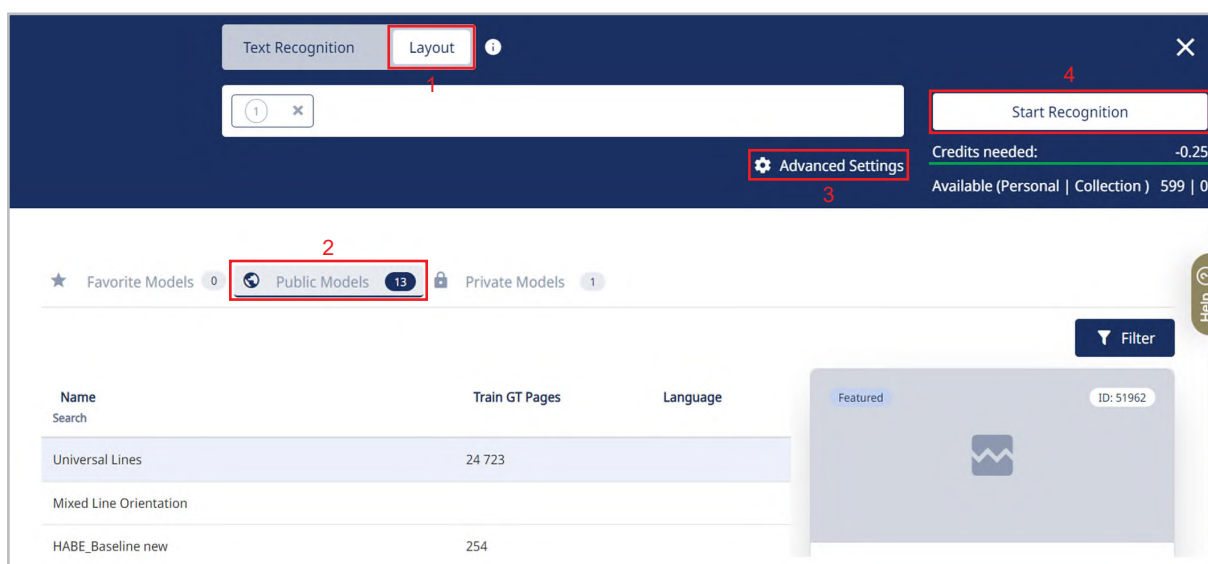 Text Recognition Layout
1
4
1
Start Recognition
Credits needed: -0.25
Advanced Settings
3
Available (Personal | Collection ) 599 | 0
2
Favorite Models 0 Public Models 13 Private Models 1
Help
Filter
Name Train GT Pages Language
Search
Featured ID: 51962
Universal Lines 24 723
Mixed Line Orientation
HABE_Baseline new 254